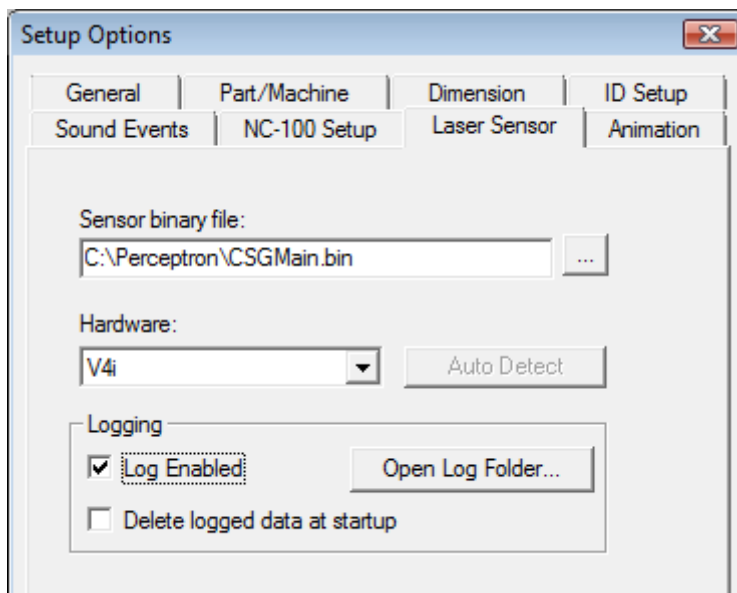 Setup Options
General Part/Machine Dimension ID Setup
Sound Events NC-100 Setup Laser Sensor Animation
Sensor binary file:
C:\Perceptron\CSGMain.bin ...
Hardware:
V4i Auto Detect
Logging
Log Enabled Open Log Folder...
Delete logged data at startup